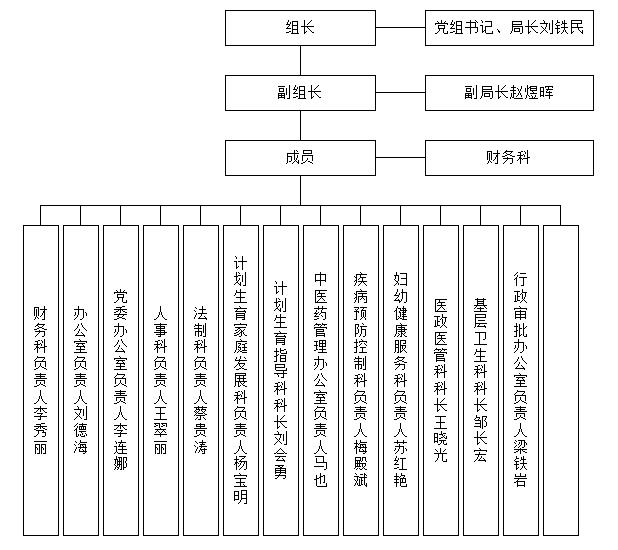 组长
党组书记、局长刘铁民
副组长
副局长赵煜晖
成员
财务科
财务科负责人李秀丽
办公室负责人刘德海
党委办公室负责人李连娜
人事科负责人王翠丽
法制科负责人蔡贵涛
计划生育家庭发展科负责人杨宝明
计划生育指导科科长刘会勇
中医药管理办公室负责人马也
疾病预防控制科负责人梅殿斌
妇幼健康服务科负责人苏红艳
医政医管科科长王晓光
基层卫生科科长邹长宏
行政审批办公室负责人梁铁岩